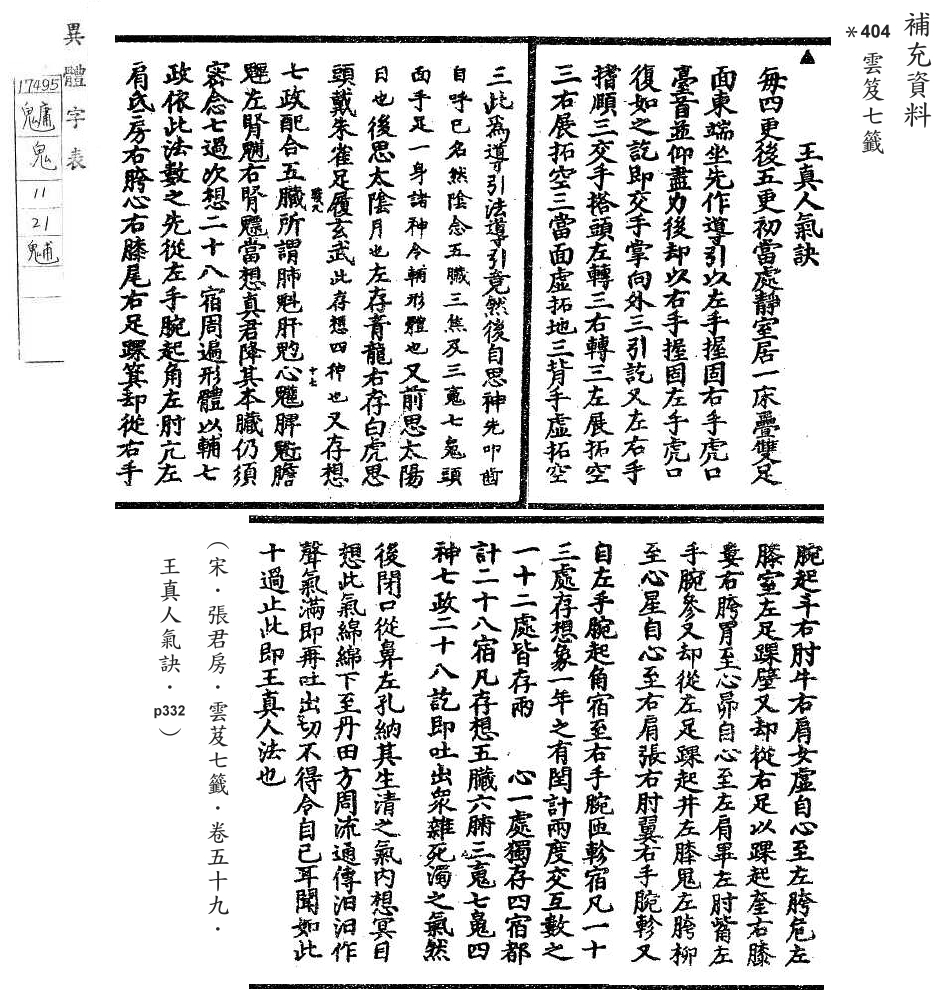 補充資料
*404 雲笈七籤
王真人氣訣
每四更後五更初當處靜室居一床疊雙足
面東端坐先作導引以左手握固右手虎口
臺音並仰盡力後却以右手握固左手虎口
復如之訖即交手掌向外三引訖又左右手
搘頤三交手搭頭左轉三右轉三左展拓空
三右展拓空三當面虛拓地三背手虛拓空
三此為導引法導引竟然後自思神先叩齒
自呼己名然陰念五臟三焦及三䰟七䰟頭
面手足一身諸神令輔形體也又前思太陽
日也後思太陰月也左存青龍右存白虎思
頭戴朱雀足履玄武此存想四神也又存想
七政配合五臟所謂肺魁肝䰢心魒脾魓膽
左腎䰳右腎魒當想真君降其本臟仍須
密念七過次想二十八宿周遍形體以輔七
政依此法數之先從左手腕起角左肘亢左
肩氐房右胯心右膝尾右足踝箕却從右手
腕起斗右肘牛右肩女虛自心至左胯危左
膝室左足踝壁又却從右足以踝起奎右膝
婁右胯胃至心昴自心至左肩畢左肘觜左
手腕參又却從左足踝起井左膝鬼左胯柳
至心星自心至右肩張右肘翼右手腕軫又
自左手腕起角宿至右手腕匝軫宿凡一十
三處存想象一年之有閏計兩度交互數之
一十二處皆存兩 心一處獨存四宿都
計二十八宿凡存想五臟六腑三䰟七䰟四
神七政二十八訖即吐出衆雜死濁之氣然
後閉口從鼻左孔納其生清之氣內想冥目
想此氣綿綿下至丹田方周流通傳汩汩作
聲氣滿即再吐出切不得令自己耳聞如此
十過止此即王真人法也
(宋．張君房．雲芨七籤．卷五十九．
王真人氣訣．p332)
異體字表
17495
鬼
11
21